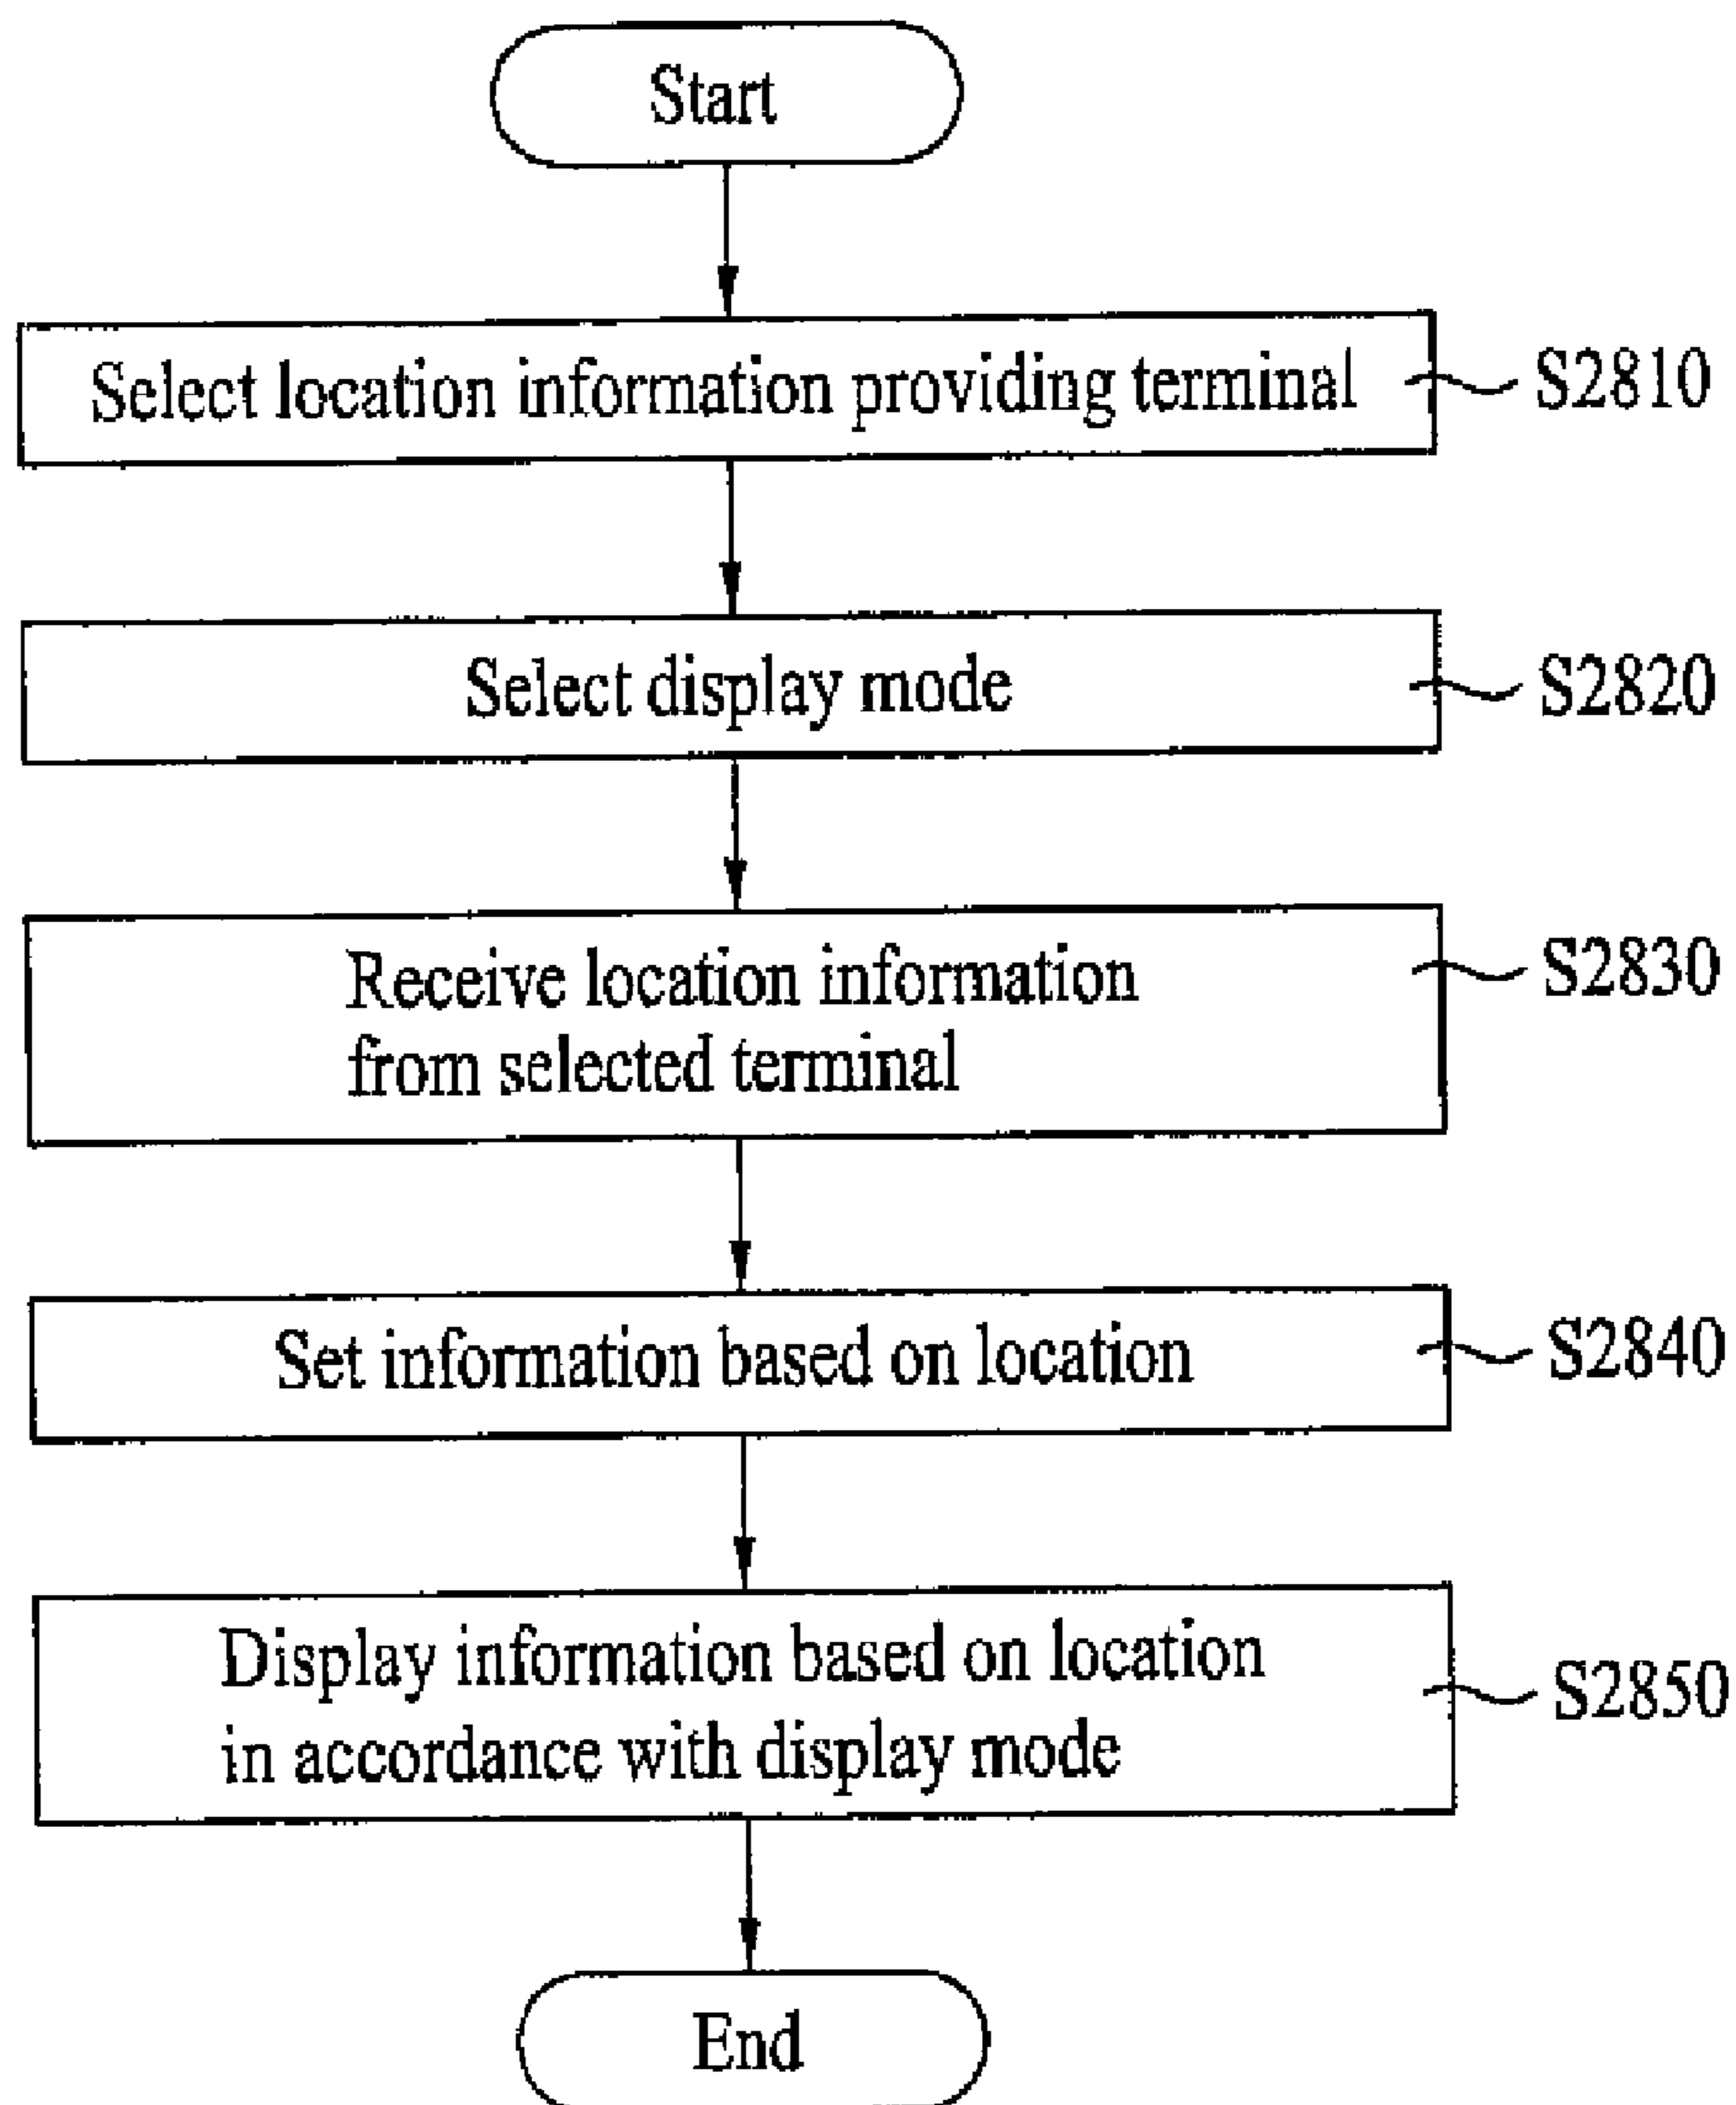 Start
Select location information providing terminal
S2810
Select display mode
S2820
Receive location information
from selected terminal
S2830
Set information based on location
S2840
Display information based on location
in accordance with display mode
S2850
End